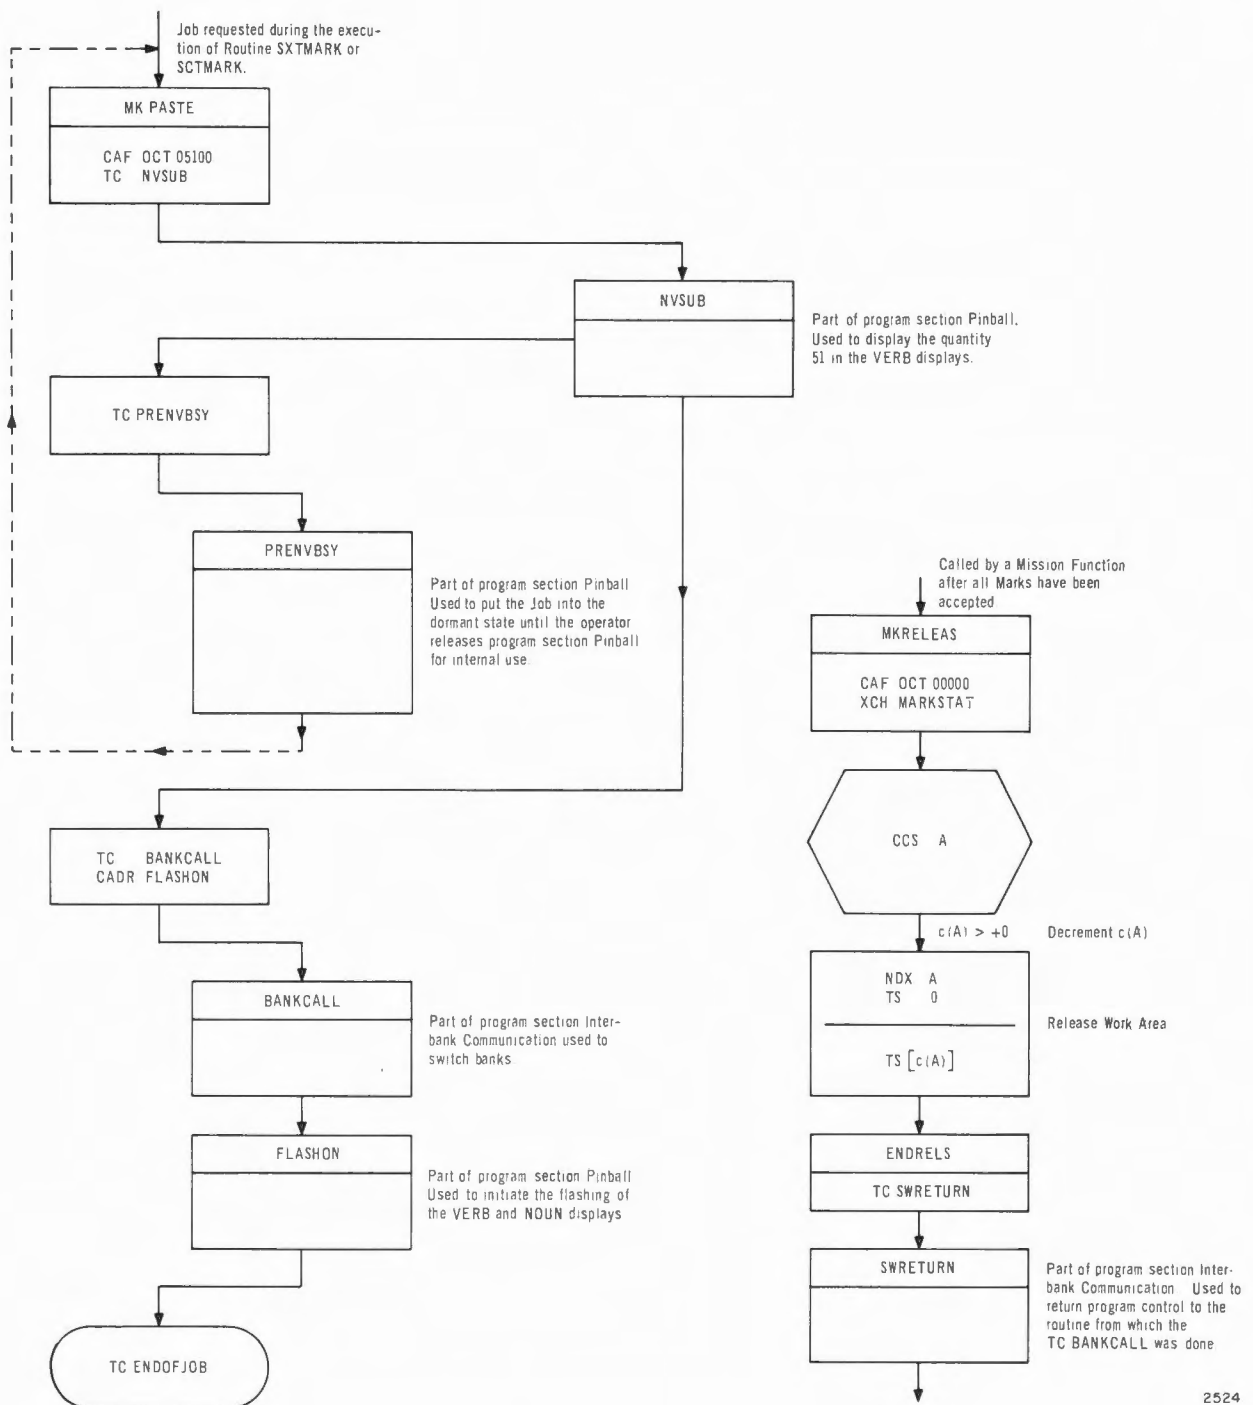 Job requested during the execu-
tion of Routine SXTMARK or
SCTMARK.
MK PASTE
CAF OCT 05100
TC NVSUB
NVSUB
Part of program section Pinball.
Used to display the quantity
51 in the VERB displays.
TC PRENVBSY
PRENVBSY
Part of program section Pinball
Used to put the Job into the
dormant state until the operator
releases program section Pinball
for internal use.
TC BANKCALL
CADR FLASHON
BANKCALL
Part of program section Inter-
bank Communication used to
switch banks
FLASHON
Part of program section Pinball
Used to initiate the flashing of
the VERB and NOUN displays
TC ENDOFJOB
Called by a Mission Function
after all Marks have been
accepted
MKRELEAS
CAF OCT 00000
XCH MARKSTAT
CCS A
c(A) > +0 Decrement c(A)
NDX A
TS 0
Release Work Area
TS [c(A)]
ENDRELS
TC SWRETURN
SWRETURN
Part of program section Inter-
bank Communication Used to
return program control to the
routine from which the
TC BANKCALL was done
2524